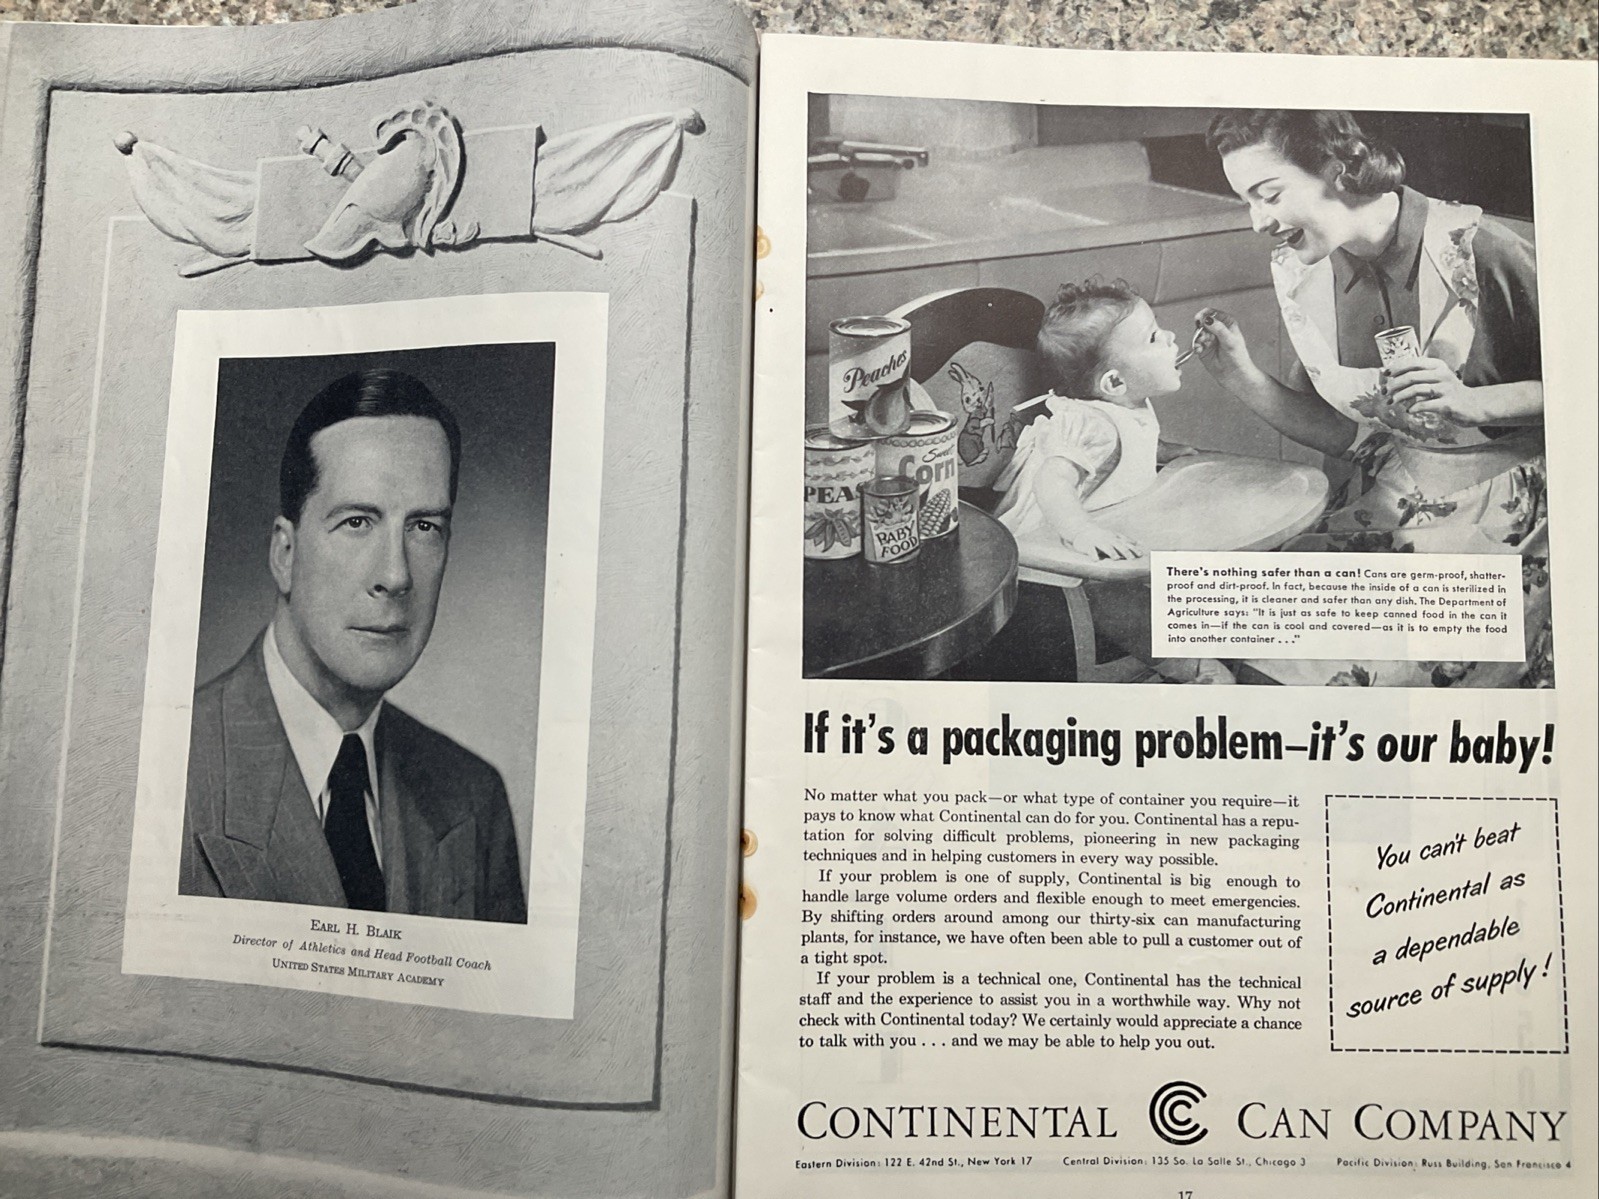 EARL H. BLAIK
Director of Athletics and Head Football Coach
UNITED STATES MILITARY ACADEMY
Peaches
PEAS
Sweet
Corn
BABY
FOOD
There's nothing safer than a can! Cans are germ-proof, shatter-
proof and dirt-proof. In fact, because the inside of a can is sterilized in
the processing, it is cleaner and safer than any dish. The Department of
Agriculture says: "It is just as safe to keep canned food in the can it
comes in—if the can is cool and covered—as it is to empty the food
into another container . . ."
If it's a packaging problem—it's our baby!
No matter what you pack—or what type of container you require—it
pays to know what Continental can do for you. Continental has a repu-
tation for solving difficult problems, pioneering in new packaging
techniques and in helping customers in every way possible.
If your problem is one of supply, Continental is big enough to
handle large volume orders and flexible enough to meet emergencies.
By shifting orders around among our thirty-six can manufacturing
plants, for instance, we have often been able to pull a customer out of
a tight spot.
If your problem is a technical one, Continental has the technical
staff and the experience to assist you in a worthwhile way. Why not
check with Continental today? We certainly would appreciate a chance
to talk with you . . . and we may be able to help you out.
You can't beat
Continental as
a dependable
source of supply!
CONTINENTAL CCC CAN COMPANY
Eastern Division: 122 E. 42nd St., New York 17 Central Division: 135 So. La Salle St., Chicago 3 Pacific Division: Russ Building, San Francisco 4
17